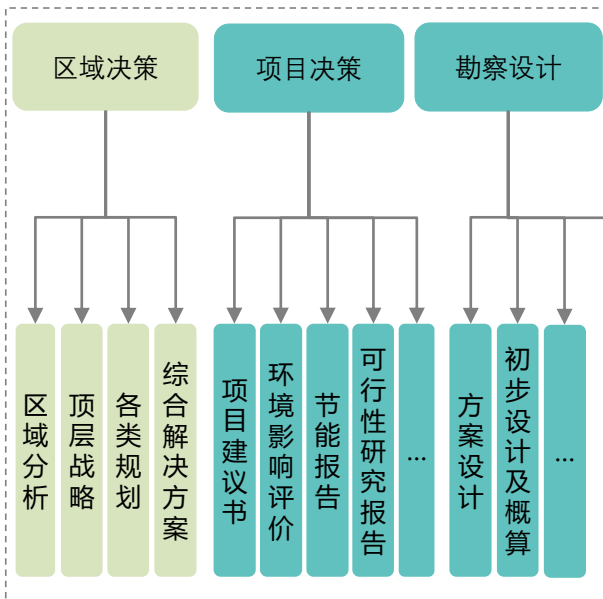 区域决策
项目决策
勘察设计
区域分析
顶层战略
各类规划
综合解决方案
项目建议书
环境影响评价
节能报告
可行性研究报告
...
方案设计
初步设计及概算
...